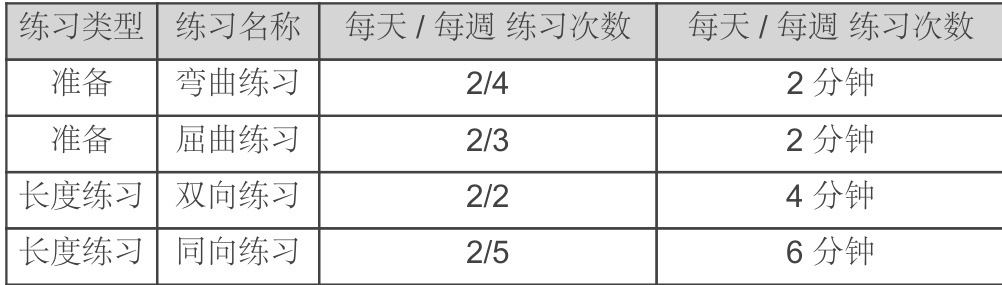 练习类型 练习名称 每天 / 每週 练习次数 每天 / 每週 练习次数
准备 弯曲练习 2/4 2 分钟
准备 屈曲练习 2/3 2 分钟
长度练习 双向练习 2/2 4 分钟
长度练习 同向练习 2/5 6 分钟